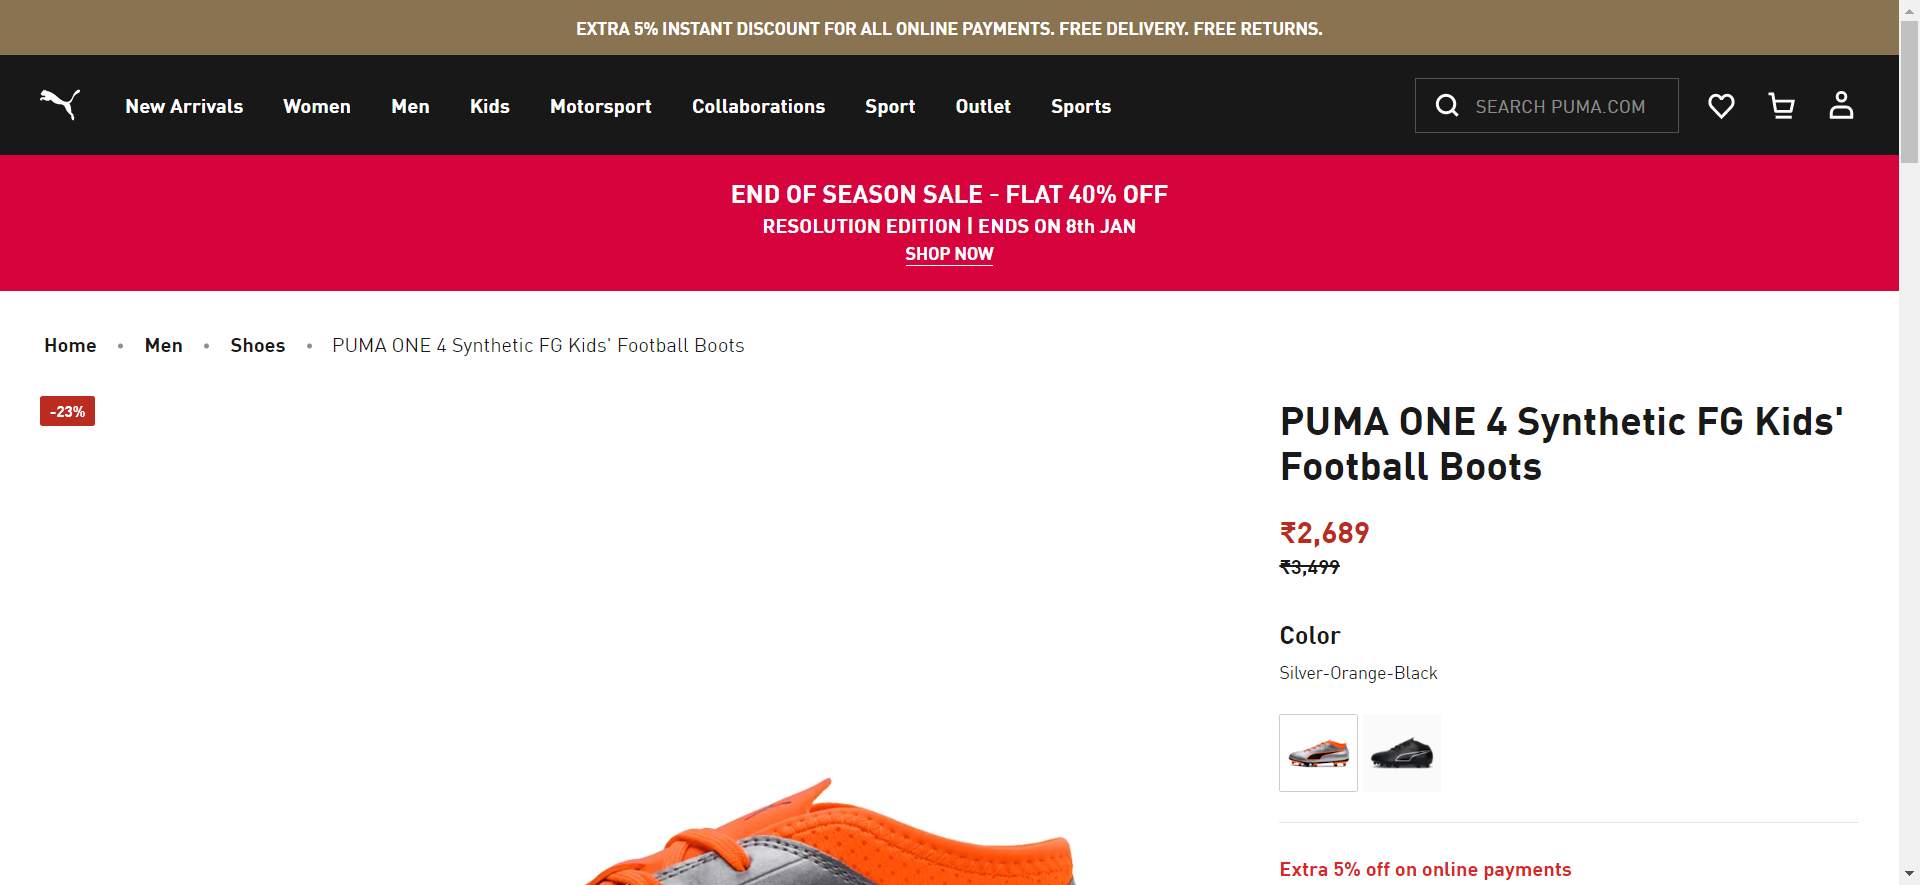 EXTRA 5% INSTANT DISCOUNT FOR ALL ONLINE PAYMENTS. FREE DELIVERY. FREE RETURNS.
New Arrivals Women Men Kids Motorsport Collaborations Sport Outlet Sports SEARCH PUMA.COM
END OF SEASON SALE - FLAT 40% OFF
RESOLUTION EDITION | ENDS ON 8th JAN
SHOP NOW
Home • Men • Shoes • PUMA ONE 4 Synthetic FG Kids' Football Boots
-23%
PUMA ONE 4 Synthetic FG Kids'
Football Boots
₹2,689
₹3,499
Color
Silver-Orange-Black
Extra 5% off on online payments